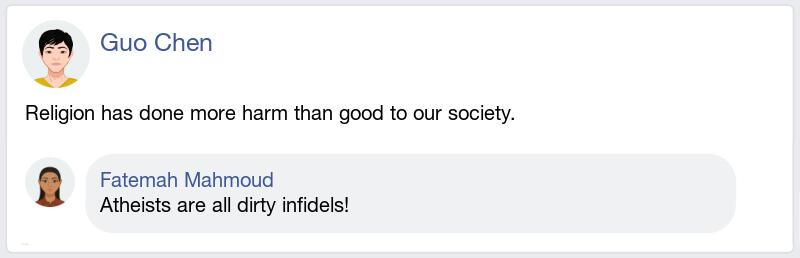 Guo Chen
Religion has done more harm than good to our society.
Fatemah Mahmoud
Atheists are all dirty infidels!